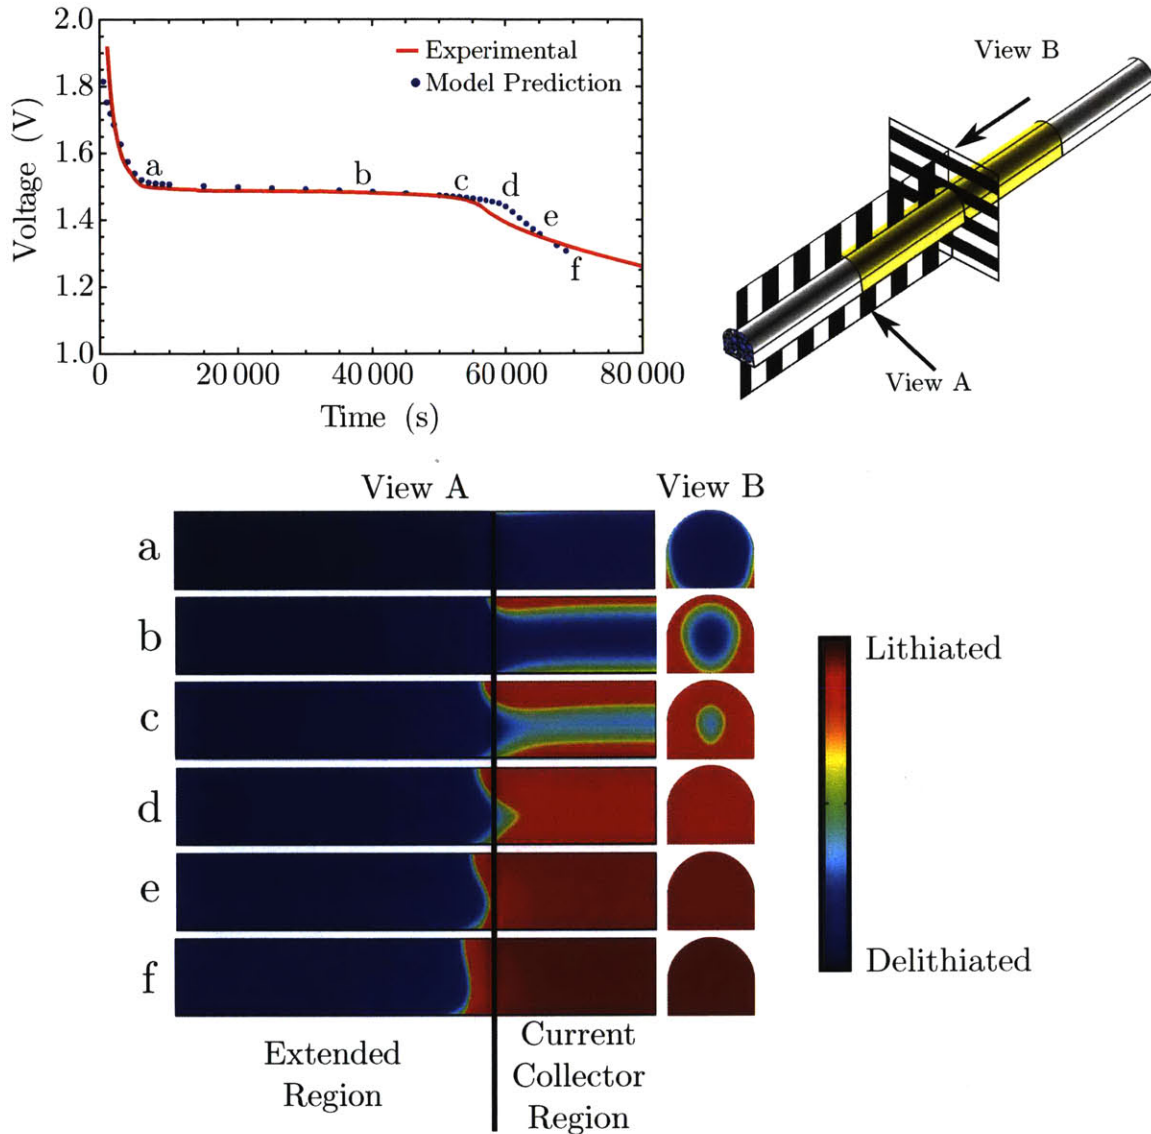 2.0
1.8
1.6
1.4
1.2
1.0
Voltage (V)
0
20 000
40 000
60 000
80 000
Time (s)
Experimental
Model Prediction
a
b
c
d
e
f
View B
View A
View A
View B
a
b
c
d
e
f
Lithiated
Delithiated
Extended
Region
Current
Collector
Region